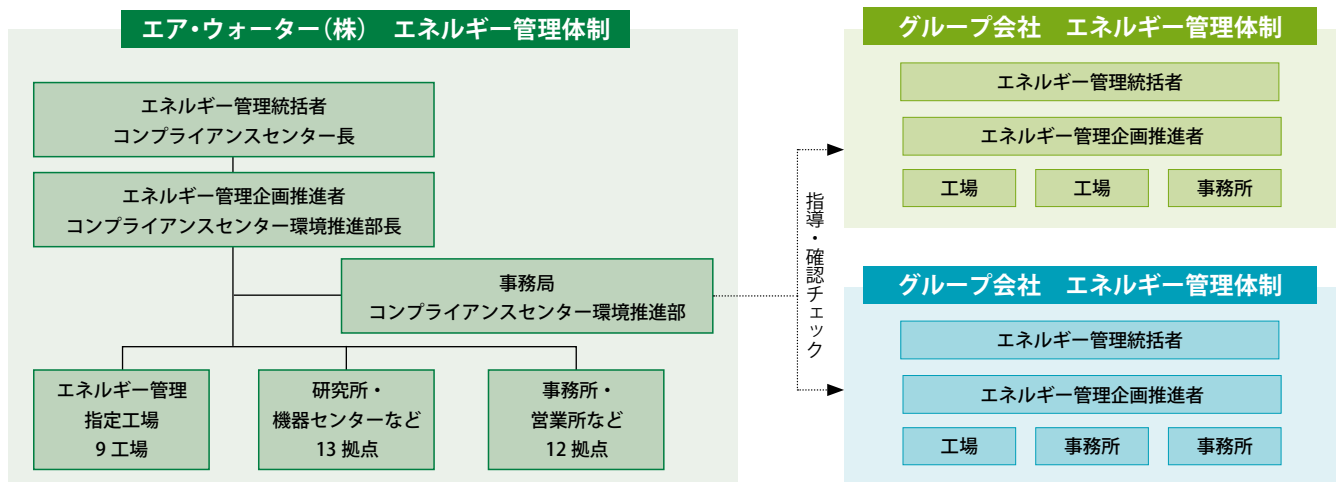 エア・ウォーター（株）　エネルギー管理体制
エネルギー管理統括者
コンプライアンスセンター長
エネルギー管理企画推進者
コンプライアンスセンター環境推進部長
事務局
コンプライアンスセンター環境推進部
エネルギー管理
指定工場
9 工場
研究所・
機器センターなど
13 拠点
事務所・
営業所など
12 拠点
指導・確認チェック
グループ会社　エネルギー管理体制
エネルギー管理統括者
エネルギー管理企画推進者
工場
工場
事務所
グループ会社　エネルギー管理体制
エネルギー管理統括者
エネルギー管理企画推進者
工場
事務所
事務所